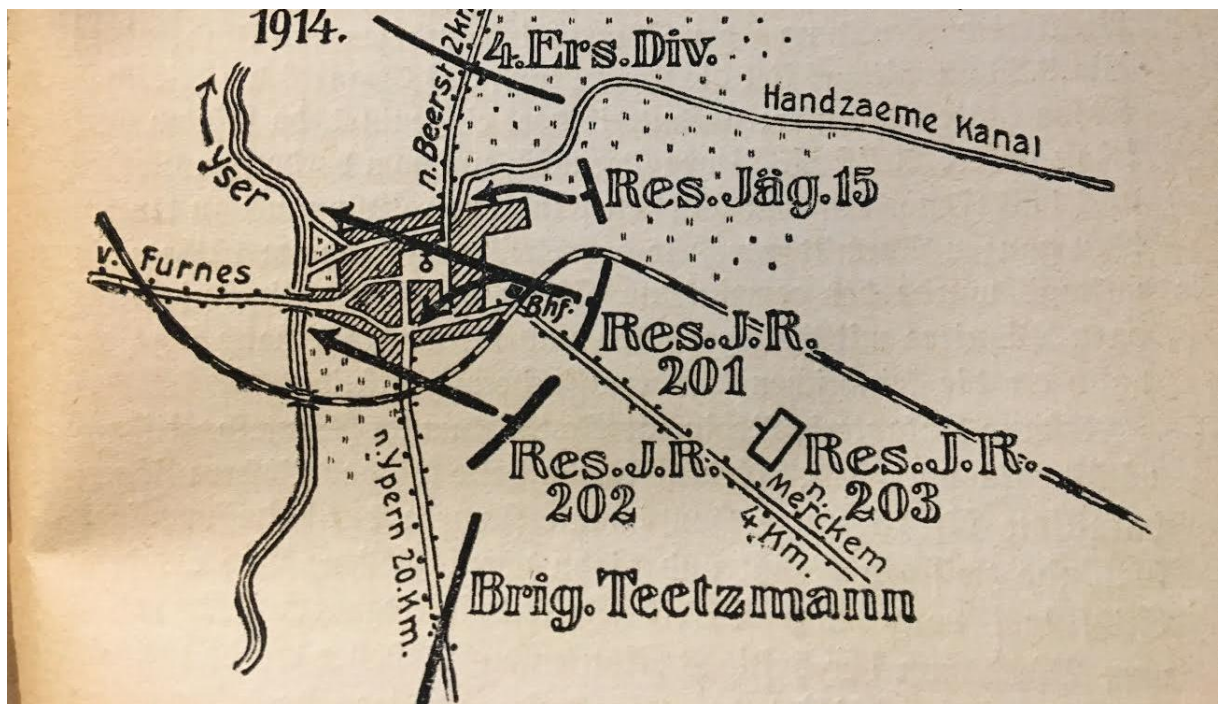 1914.
n. Beerst 2km
4. Ers. Div.
Handzaeme Kanal
Yser
Res. Jäg. 15
v. Furnes
Bhf.
Res. J. R.
201
Res. J. R.
202
Res. J. R.
203
n. Merckem
4 Km.
n. Ypern 20. Km.
Brig. Teetzmann